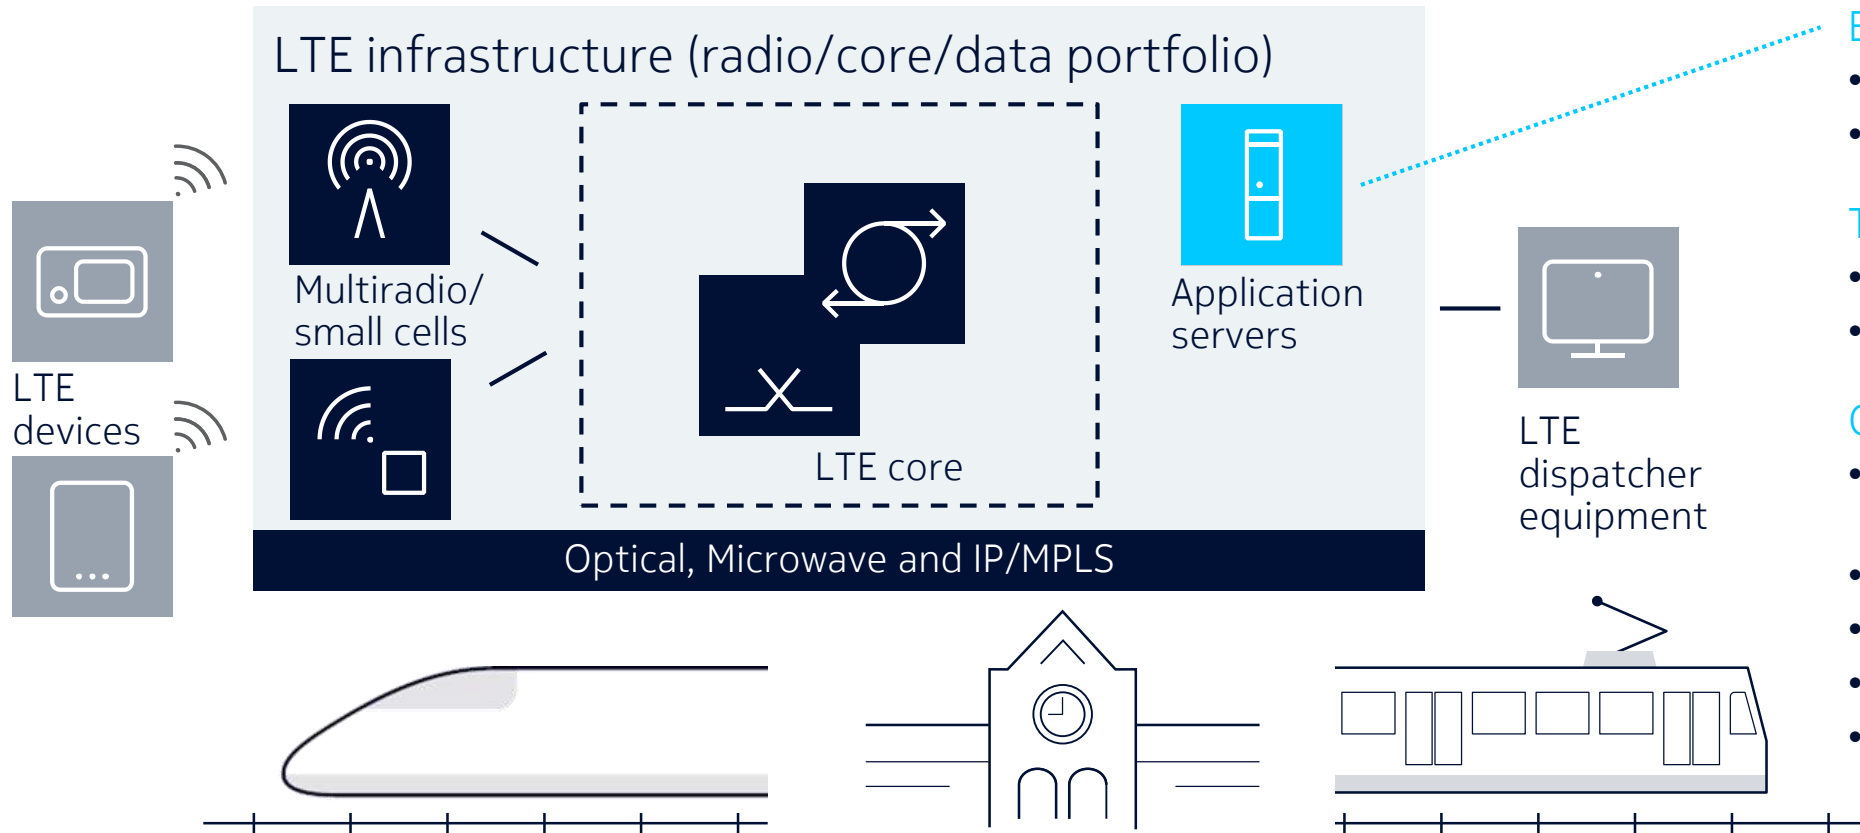 LTE infrastructure (radio/core/data portfolio)
Multiradio/
small cells
LTE
devices
LTE core
Application
servers
LTE
dispatcher
equipment
Optical, Microwave and IP/MPLS